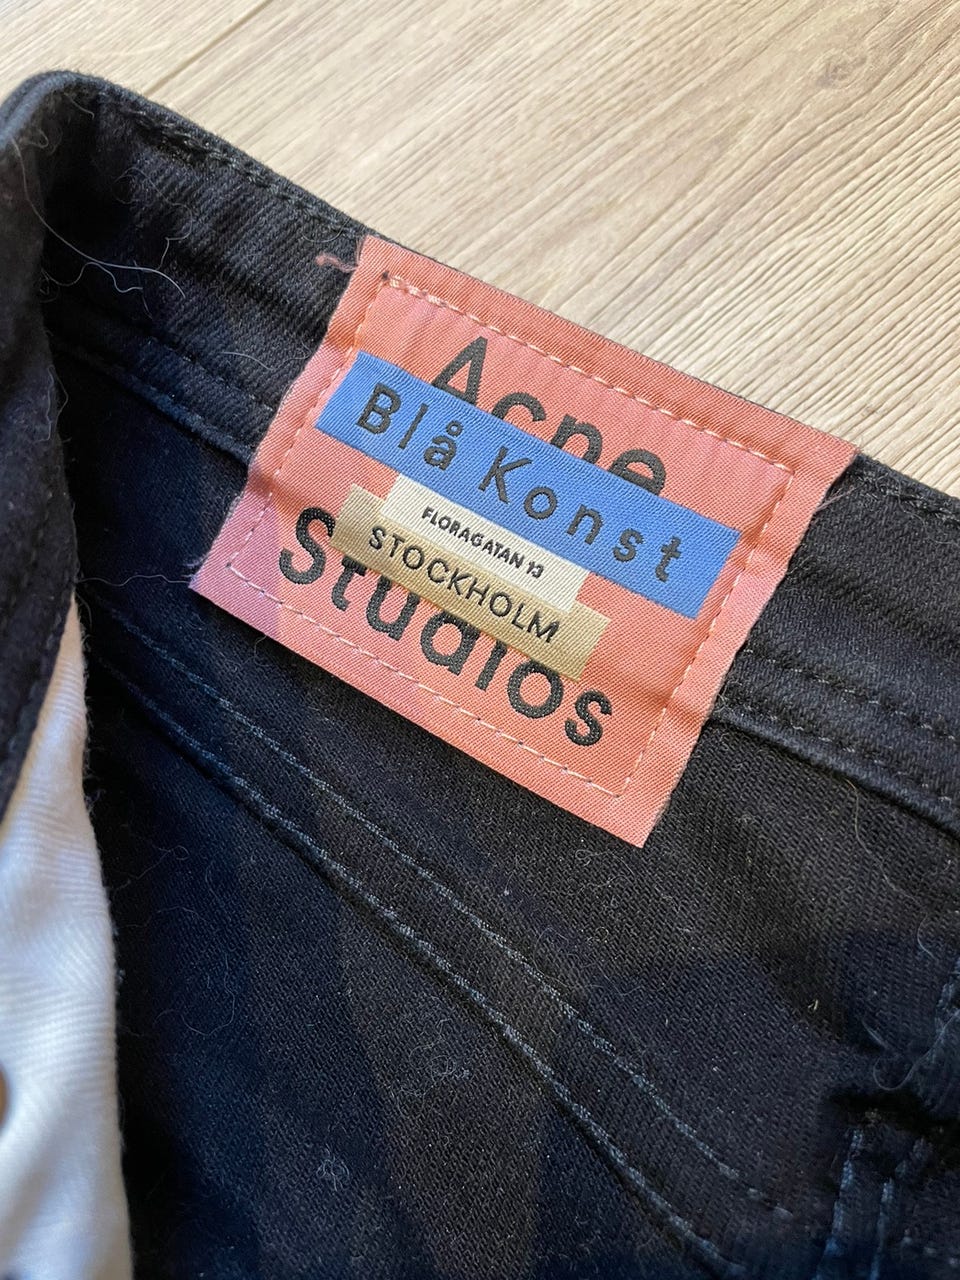 Acne
Blå Konst
FLORAGATAN 13
STOCKHOLM
Studios